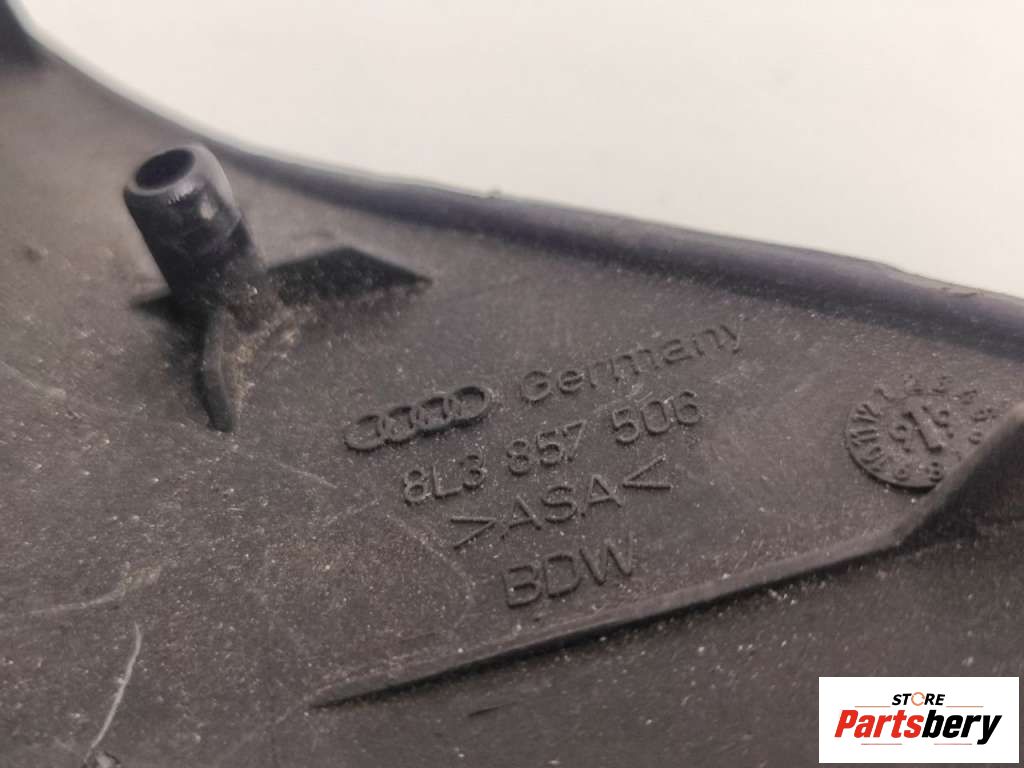 Germany
8L3 857 506
>ASA<
BDW
STORE
Partsbery